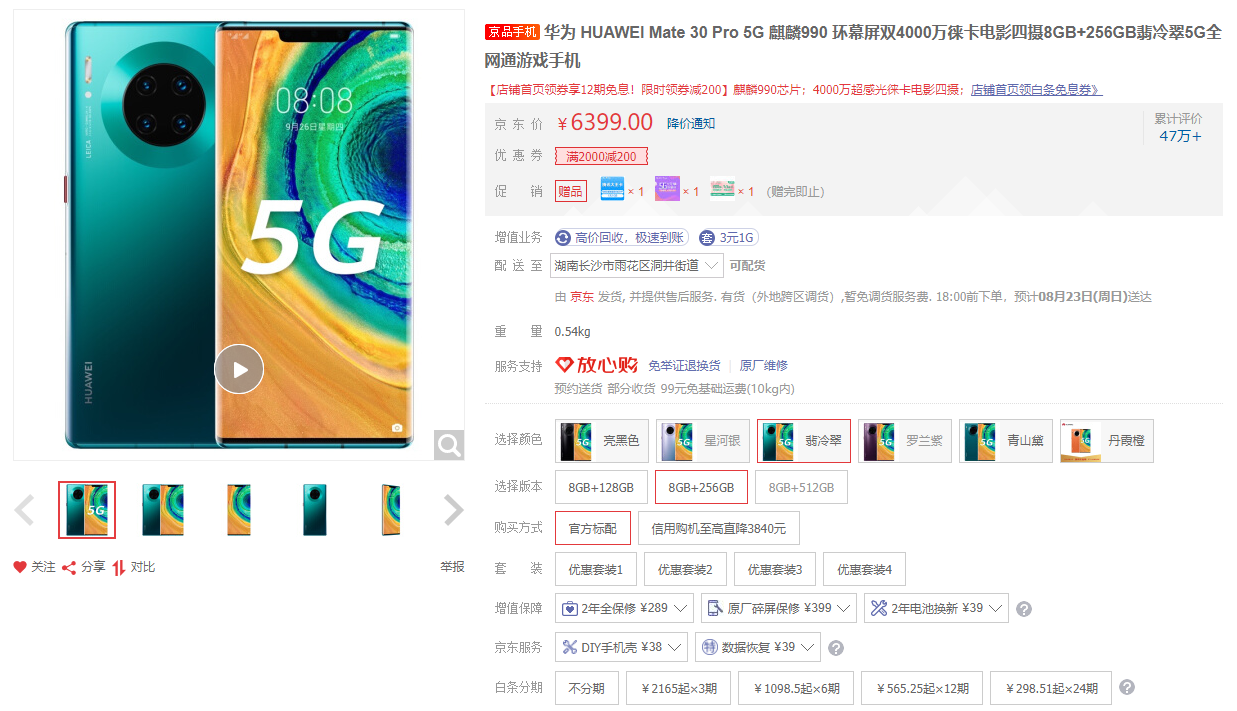 京品手机 华为 HUAWEI Mate 30 Pro 5G 麒麟990 环幕屏双4000万徕卡电影四摄8GB+256GB翡冷翠5G全
网通游戏手机
【店铺首页领券享12期免息！限时领券减200】麒麟990芯片；4000万超感光徕卡电影四摄；店铺首页领白条免息券》
京东价 ￥6399.00 降价通知
累计评价
47万+
优惠券 满2000减200
促销 赠品 ×1 ×1 ×1 (赠完即止)
增值业务 高价回收，极速到账 套 3元1G
配送至 湖南长沙市雨花区洞井街道 可配货
由 京东 发货, 并提供售后服务. 有货（外地跨区调货）,暂免调货服务费. 18:00前下单，预计08月23日(周日)送达
重量 0.54kg
服务支持 放心购 免举证退换货 原厂维修
预约送货 部分收货 99元免基础运费(10kg内)
选择颜色 亮黑色 星河银 翡冷翠 罗兰紫 青山黛 丹霞橙
选择版本 8GB+128GB 8GB+256GB 8GB+512GB
购买方式 官方标配 信用购机至高直降3840元
套装 优惠套装1 优惠套装2 优惠套装3 优惠套装4
增值保障 2年全保修 ¥289 原厂碎屏保修 ¥399 2年电池换新 ¥39 ?
京东服务 DIY手机壳 ¥38 特 数据恢复 ¥39 ?
白条分期 不分期 ￥2165起×3期 ￥1098.5起×6期 ￥565.25起×12期 ￥298.51起×24期 ?
08:08
9月26日星期四
LEICA
5G
HUAWEI
5G
关注 分享 对比 举报